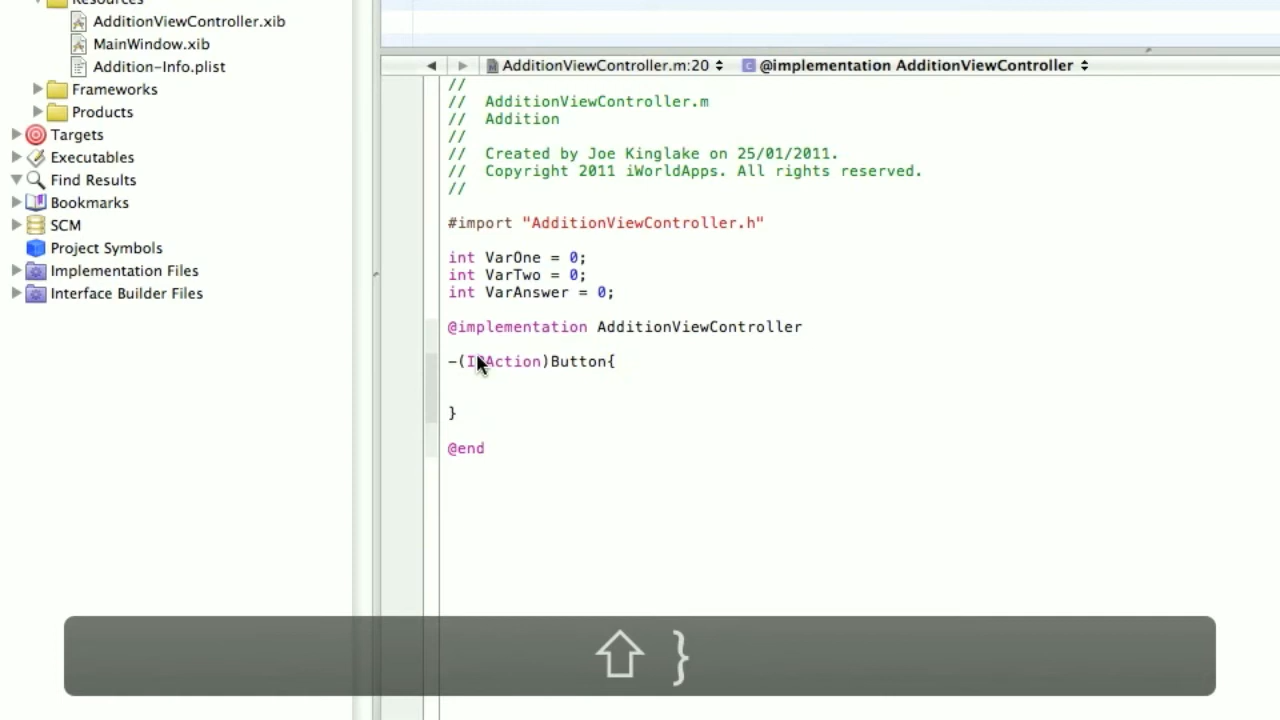 Resources
AdditionViewController.xib
MainWindow.xib
Addition-Info.plist
Frameworks
Products
Targets
Executables
Find Results
Bookmarks
SCM
Project Symbols
Implementation Files
Interface Builder Files
AdditionViewController.m:20 @implementation AdditionViewController
//
// AdditionViewController.m
// Addition
//
// Created by Joe Kinglake on 25/01/2011.
// Copyright 2011 iWorldApps. All rights reserved.
//
#import "AdditionViewController.h"
int VarOne = 0;
int VarTwo = 0;
int VarAnswer = 0;
@implementation AdditionViewController
-(IBAction)Button{
}
@end
⇧ }